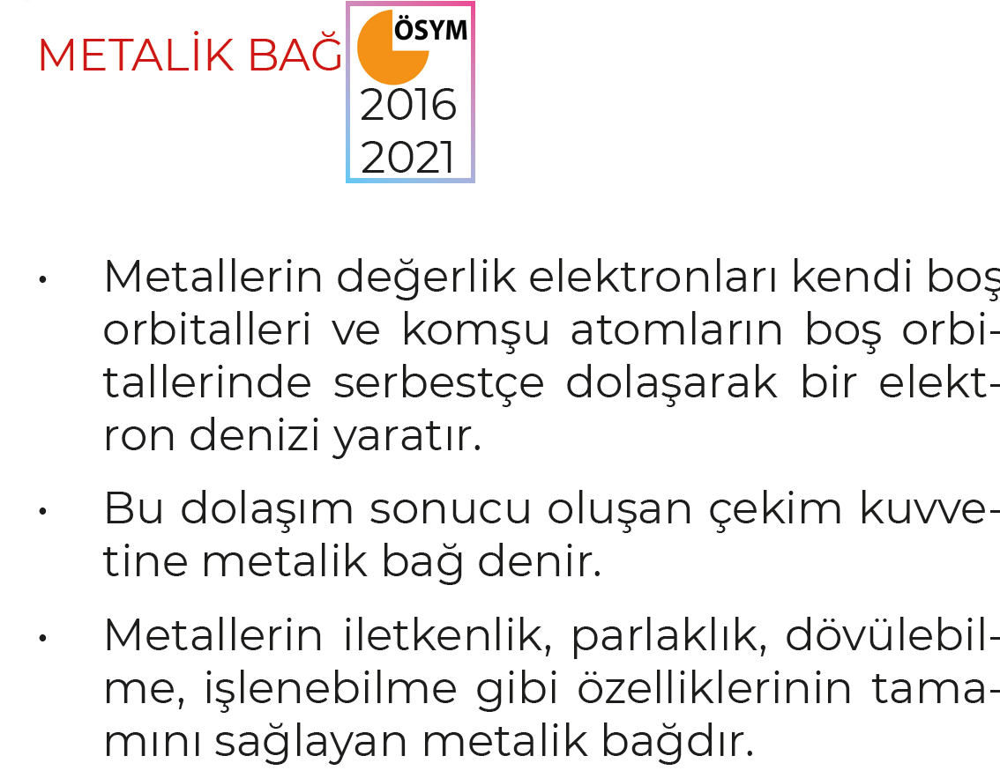 METALİK BAĞ
ÖSYM
2016
2021
• Metallerin değerlik elektronları kendi boş
orbitalleri ve komşu atomların boş orbi-
tallerinde serbestçe dolaşarak bir elekt-
ron denizi yaratır.
• Bu dolaşım sonucu oluşan çekim kuvve-
tine metalik bağ denir.
• Metallerin iletkenlik, parlaklık, dövülebil-
me, işlenebilme gibi özelliklerinin tama-
mını sağlayan metalik bağdır.